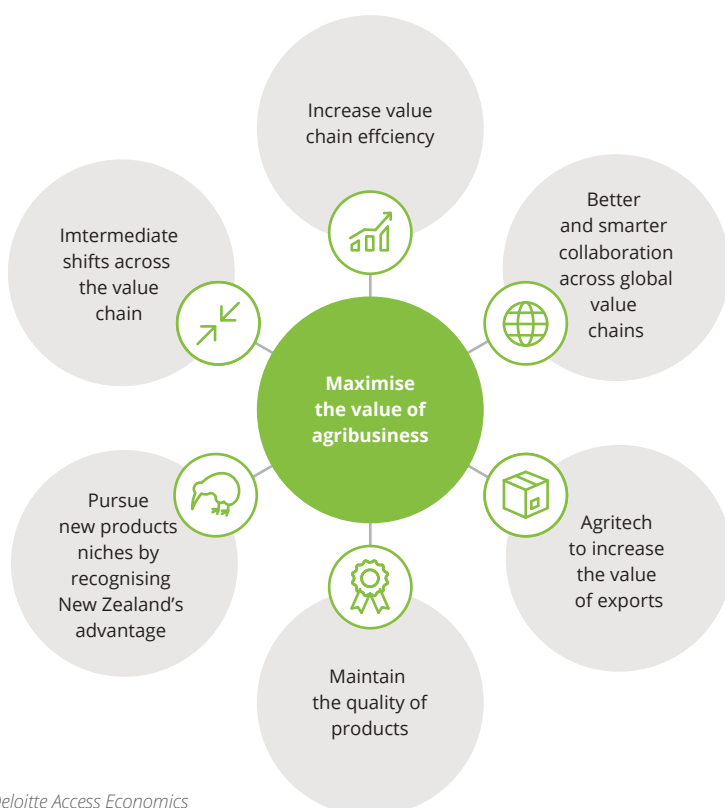 Increase value
chain effciency
Better
and smarter
collaboration
across global
value
chains
Imtermediate
shifts across
the value
chain
Maximise
the value of
agribusiness
Pursue
new products
niches by
recognising
New Zealand's
advantage
Agritech
to increase
the value
of exports
Maintain
the quality of
products
eloitte Access Economics